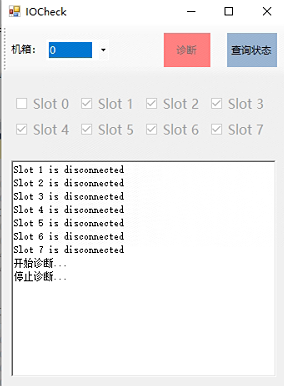 IOCheck
机箱： 0 诊断 查询状态
Slot 0 Slot 1 Slot 2 Slot 3
Slot 4 Slot 5 Slot 6 Slot 7
Slot 1 is disconnected
Slot 2 is disconnected
Slot 3 is disconnected
Slot 4 is disconnected
Slot 5 is disconnected
Slot 6 is disconnected
Slot 7 is disconnected
开始诊断...
停止诊断...